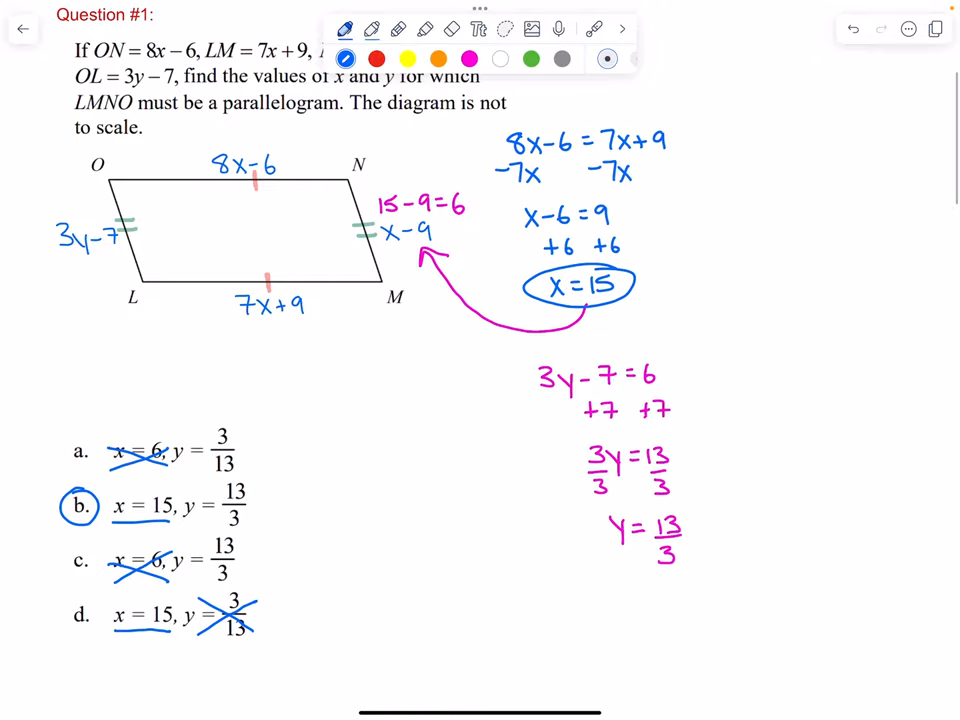 Question #1:
If ON = 8x − 6, LM = 7x + 9,
OL = 3y − 7, find the values of x and y for which
LMNO must be a parallelogram. The diagram is not
to scale.
8x−6 = 7x+9
−7x −7x
x−6 = 9
+6 +6
x = 15
O 8x−6 N
15−9=6
3y−7 x−9
L 7x+9 M
3y−7 = 6
+7 +7
3y/3 = 13/3
y = 13/3
a. x = 6, y = 3/13
b. x = 15, y = 13/3
c. x = 6, y = 13/3
d. x = 15, y = 3/13